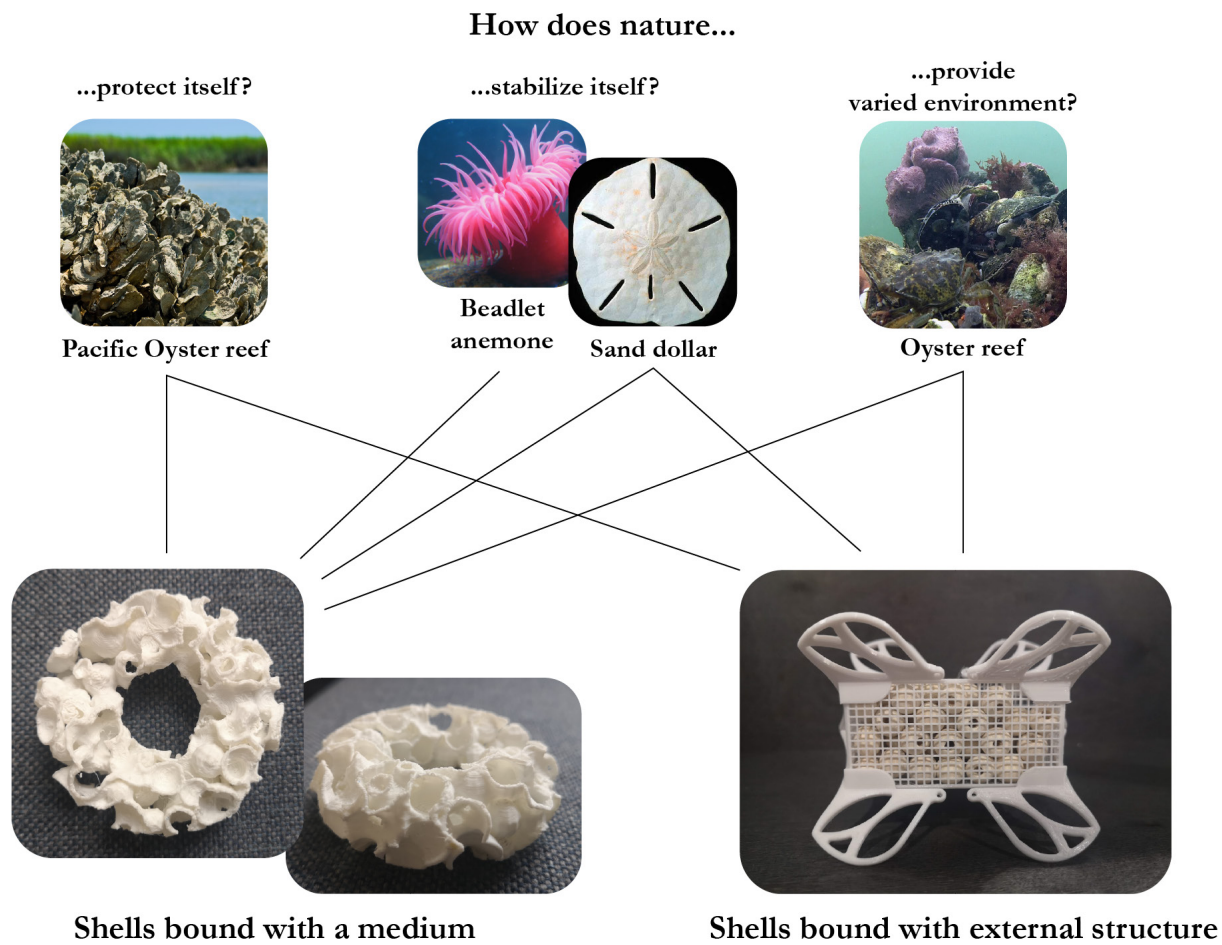 How does nature...
...protect itself?
...stabilize itself?
...provide
varied environment?
Pacific Oyster reef
Beadlet
anemone
Sand dollar
Oyster reef
Shells bound with a medium
Shells bound with external structure